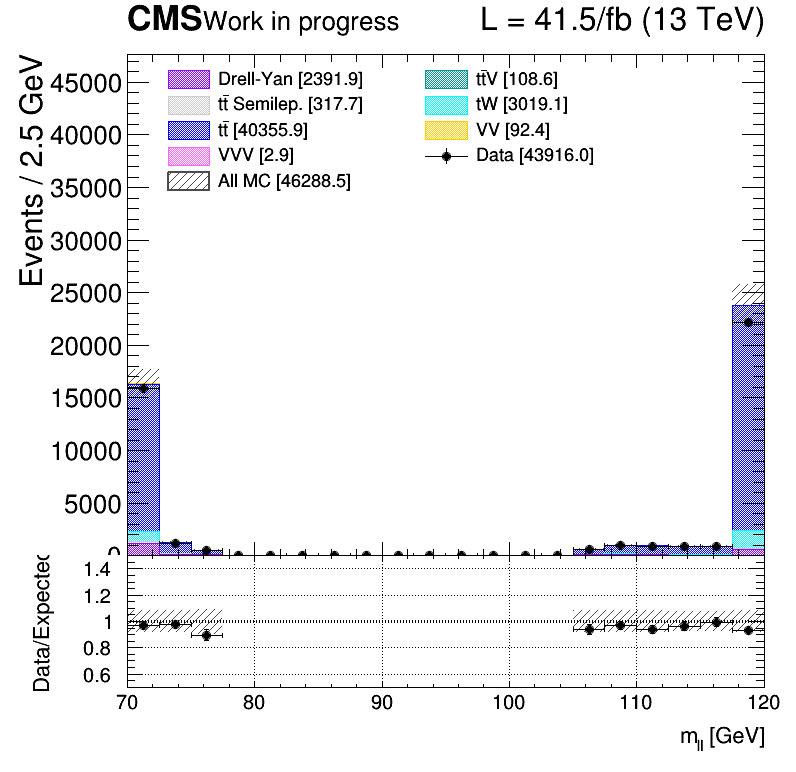 CMS Work in progress L = 41.5/fb (13 TeV)
Events / 2.5 GeV
45000
40000
35000
30000
25000
20000
15000
10000
5000
0
Drell-Yan [2391.9]
tt̄ Semilep. [317.7]
tt̄ [40355.9]
VVV [2.9]
All MC [46288.5]
tt̄V [108.6]
tW [3019.1]
VV [92.4]
Data [43916.0]
Data/Expected
1.4
1.2
1
0.8
0.6
70 80 90 100 110 120
m_ll [GeV]